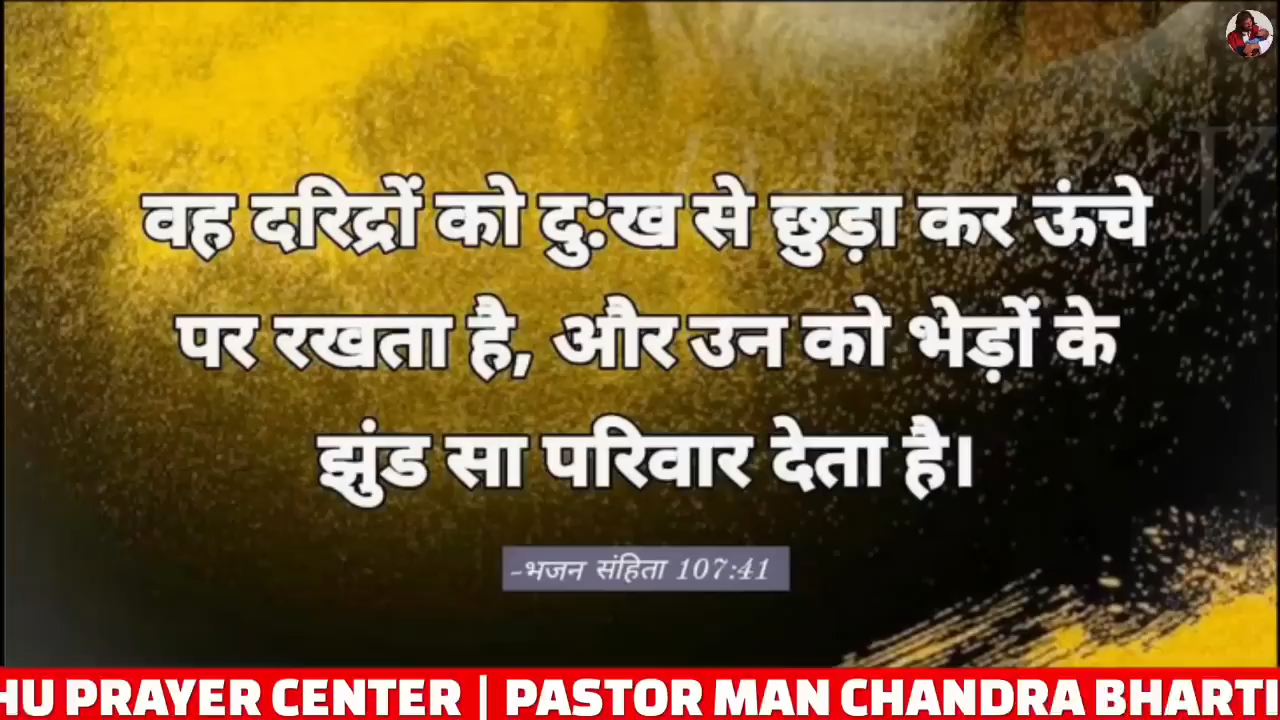 वह दरिद्रों को दु:ख से छुड़ा कर ऊंचे
पर रखता है, और उन को भेड़ों के
झुंड सा परिवार देता है।
-भजन संहिता 107:41
HU PRAYER CENTER | PASTOR MAN CHANDRA BHARTI